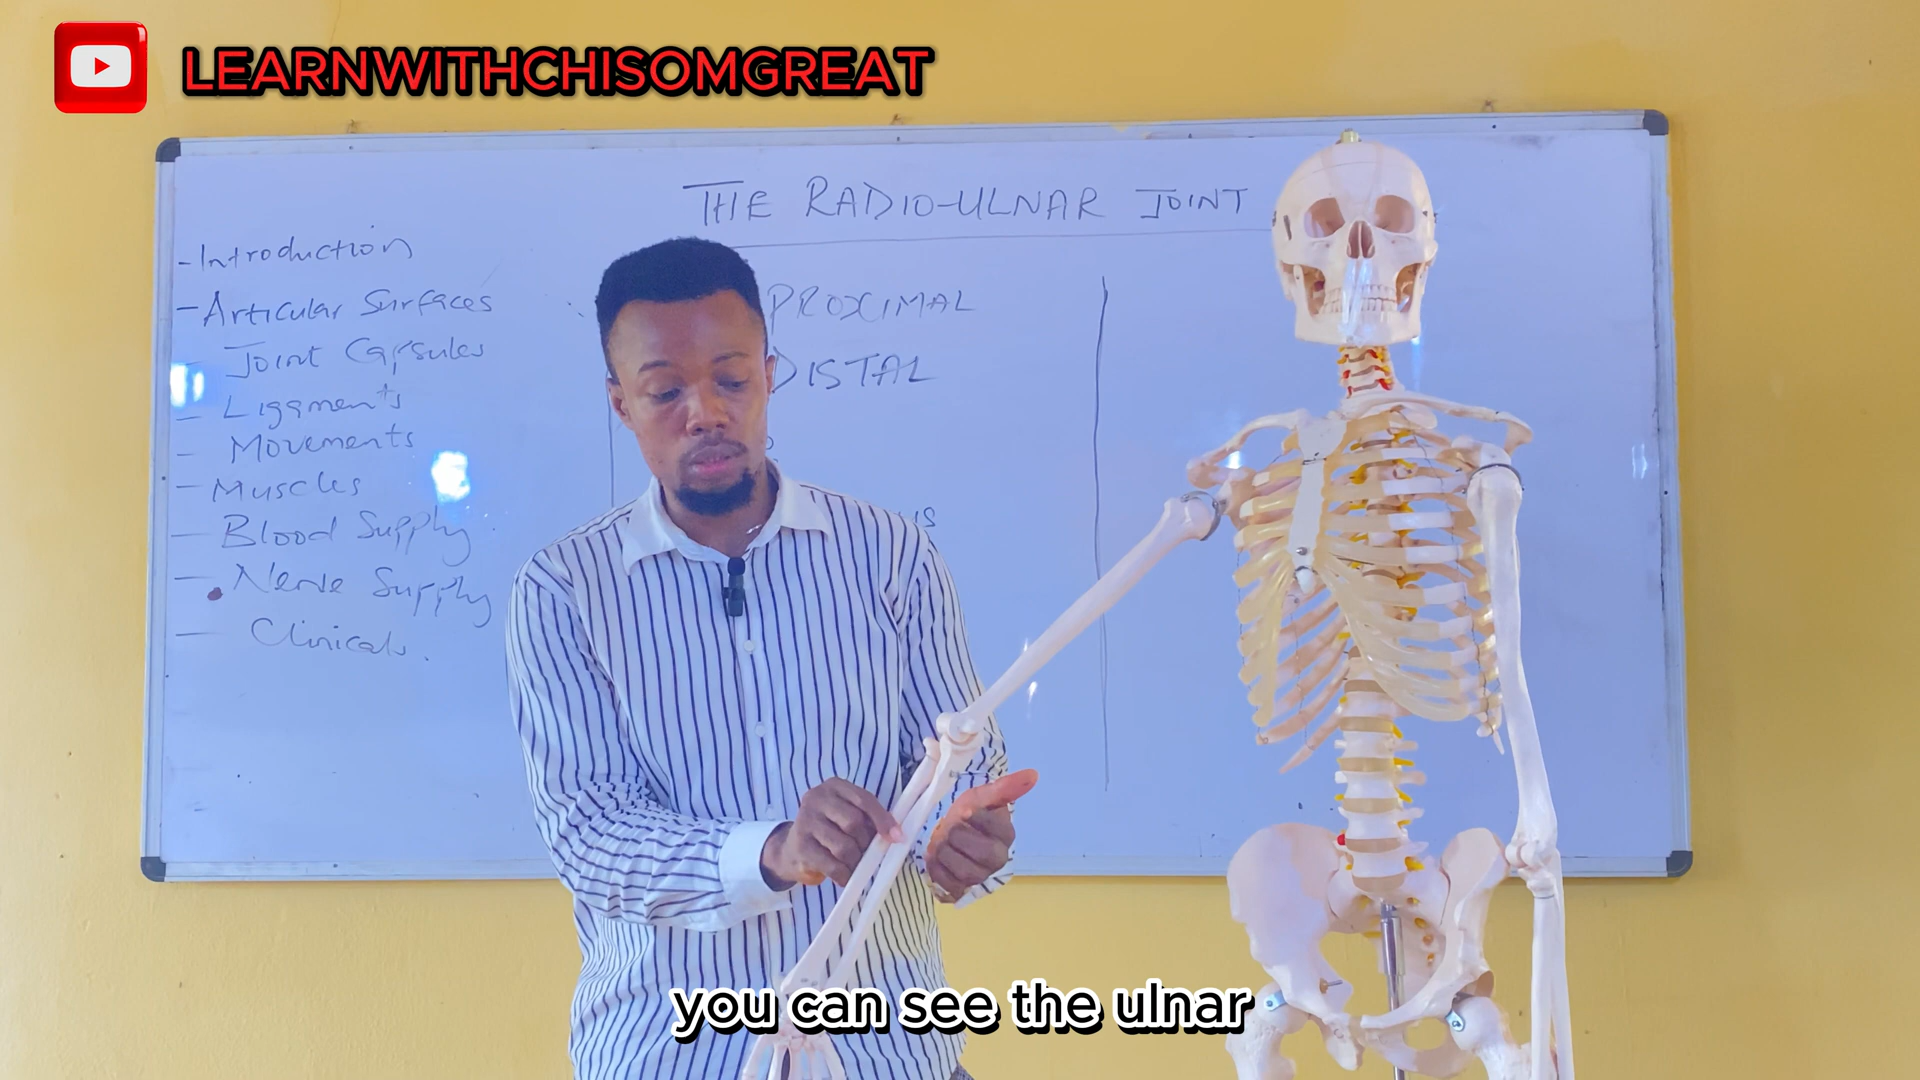 LEARNWITHCHISOMGREAT
THE RADIO-ULNAR JOINT
- Introduction
- Articular Surfaces
- Joint Capsules
- Ligaments
- Movements
- Muscles
- Blood Supply
- Nerve Supply
- Clinicals.
PROXIMAL
DISTAL
you can see the ulnar